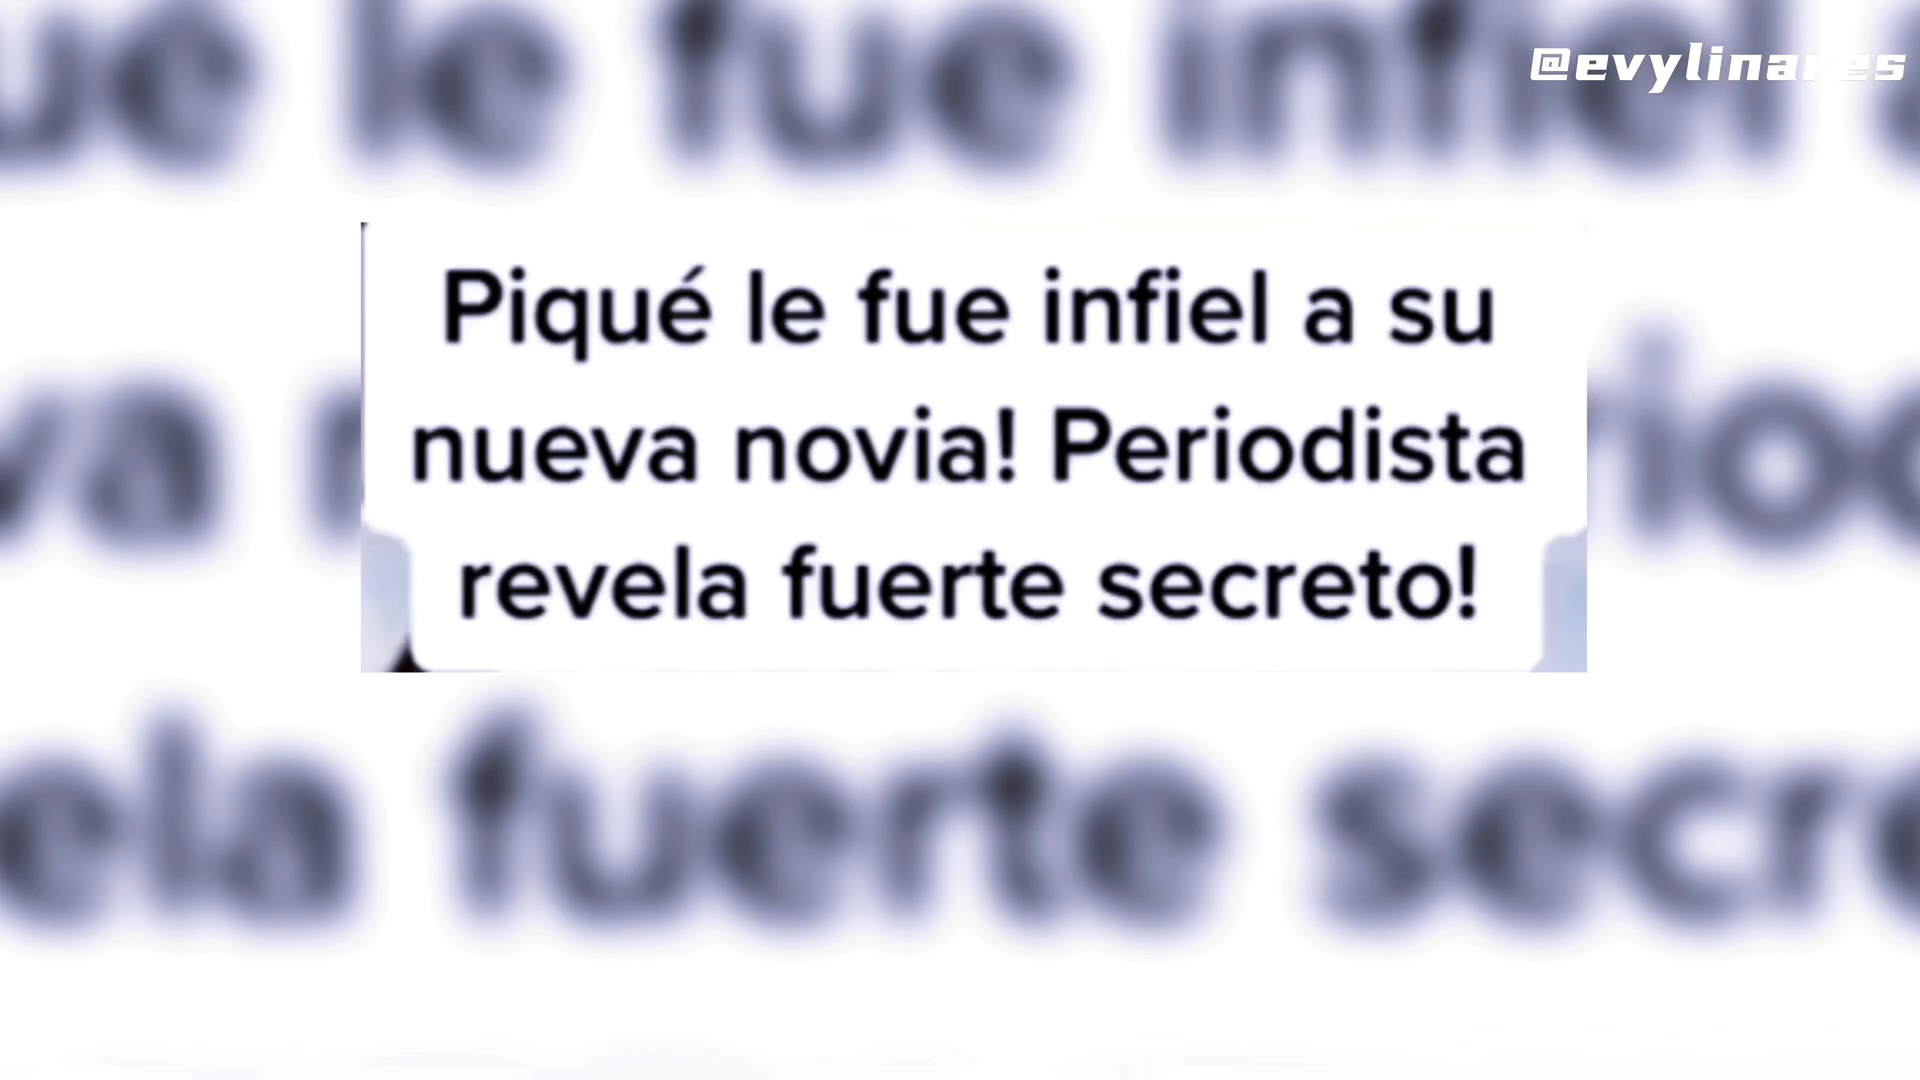 @evylinares
Piqué le fue infiel a su
nueva novia! Periodista
revela fuerte secreto!